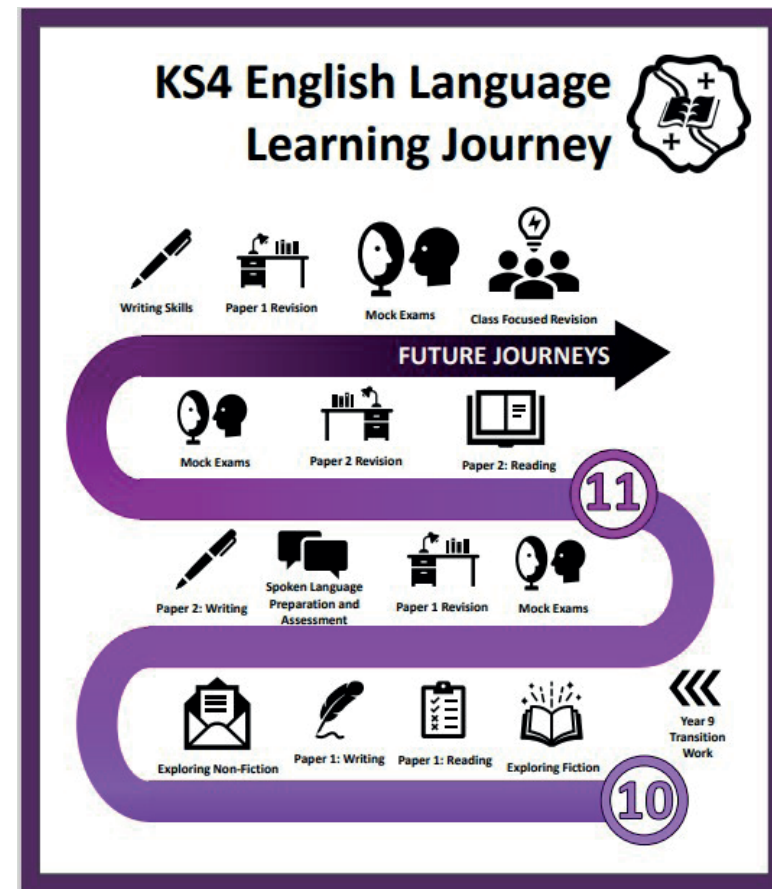 KS4 English Language
Learning Journey
Writing Skills
Paper 1 Revision
Mock Exams
Class Focused Revision
FUTURE JOURNEYS
Mock Exams
Paper 2 Revision
Paper 2: Reading
11
Paper 2: Writing
Spoken Language
Preparation and
Assessment
Paper 1 Revision
Mock Exams
Exploring Non-Fiction
Paper 1: Writing
Paper 1: Reading
Exploring Fiction
Year 9
Transition
Work
10